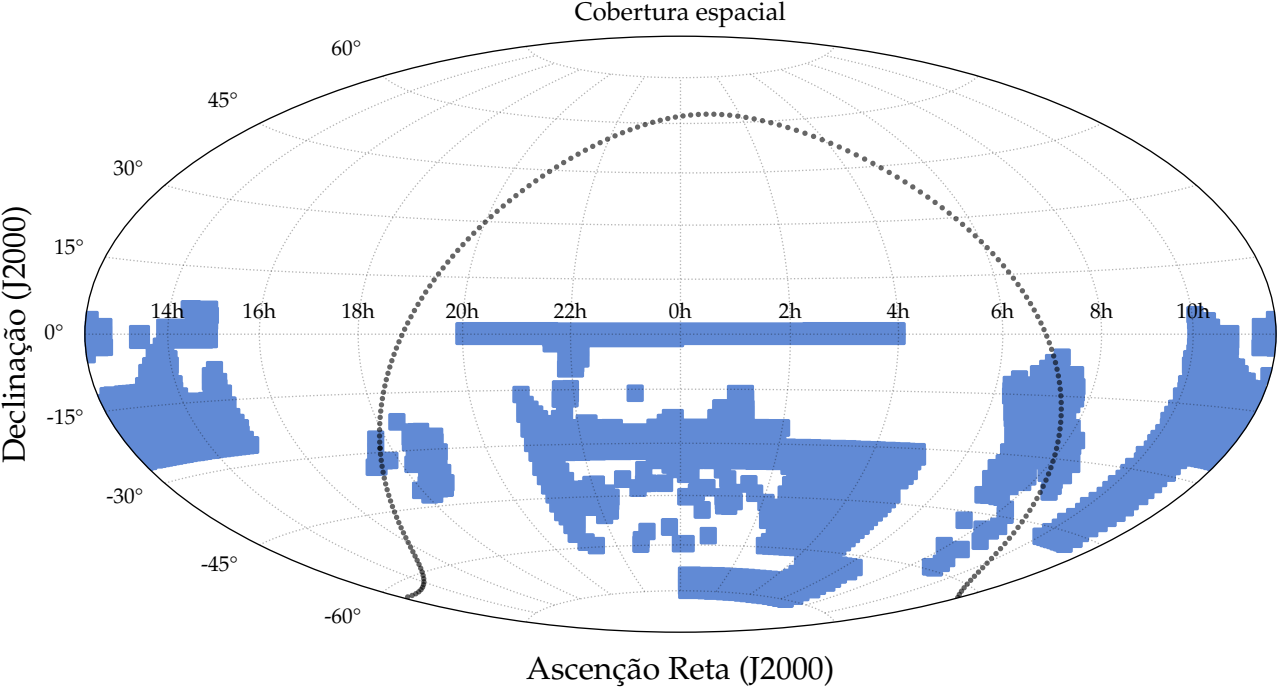 Cobertura espacial
60°
45°
30°
15°
14h 16h 18h 20h 22h 0h 2h 4h 6h 8h 10h
0°
-15°
-30°
-45°
-60°
Declinação (J2000)
Ascenção Reta (J2000)